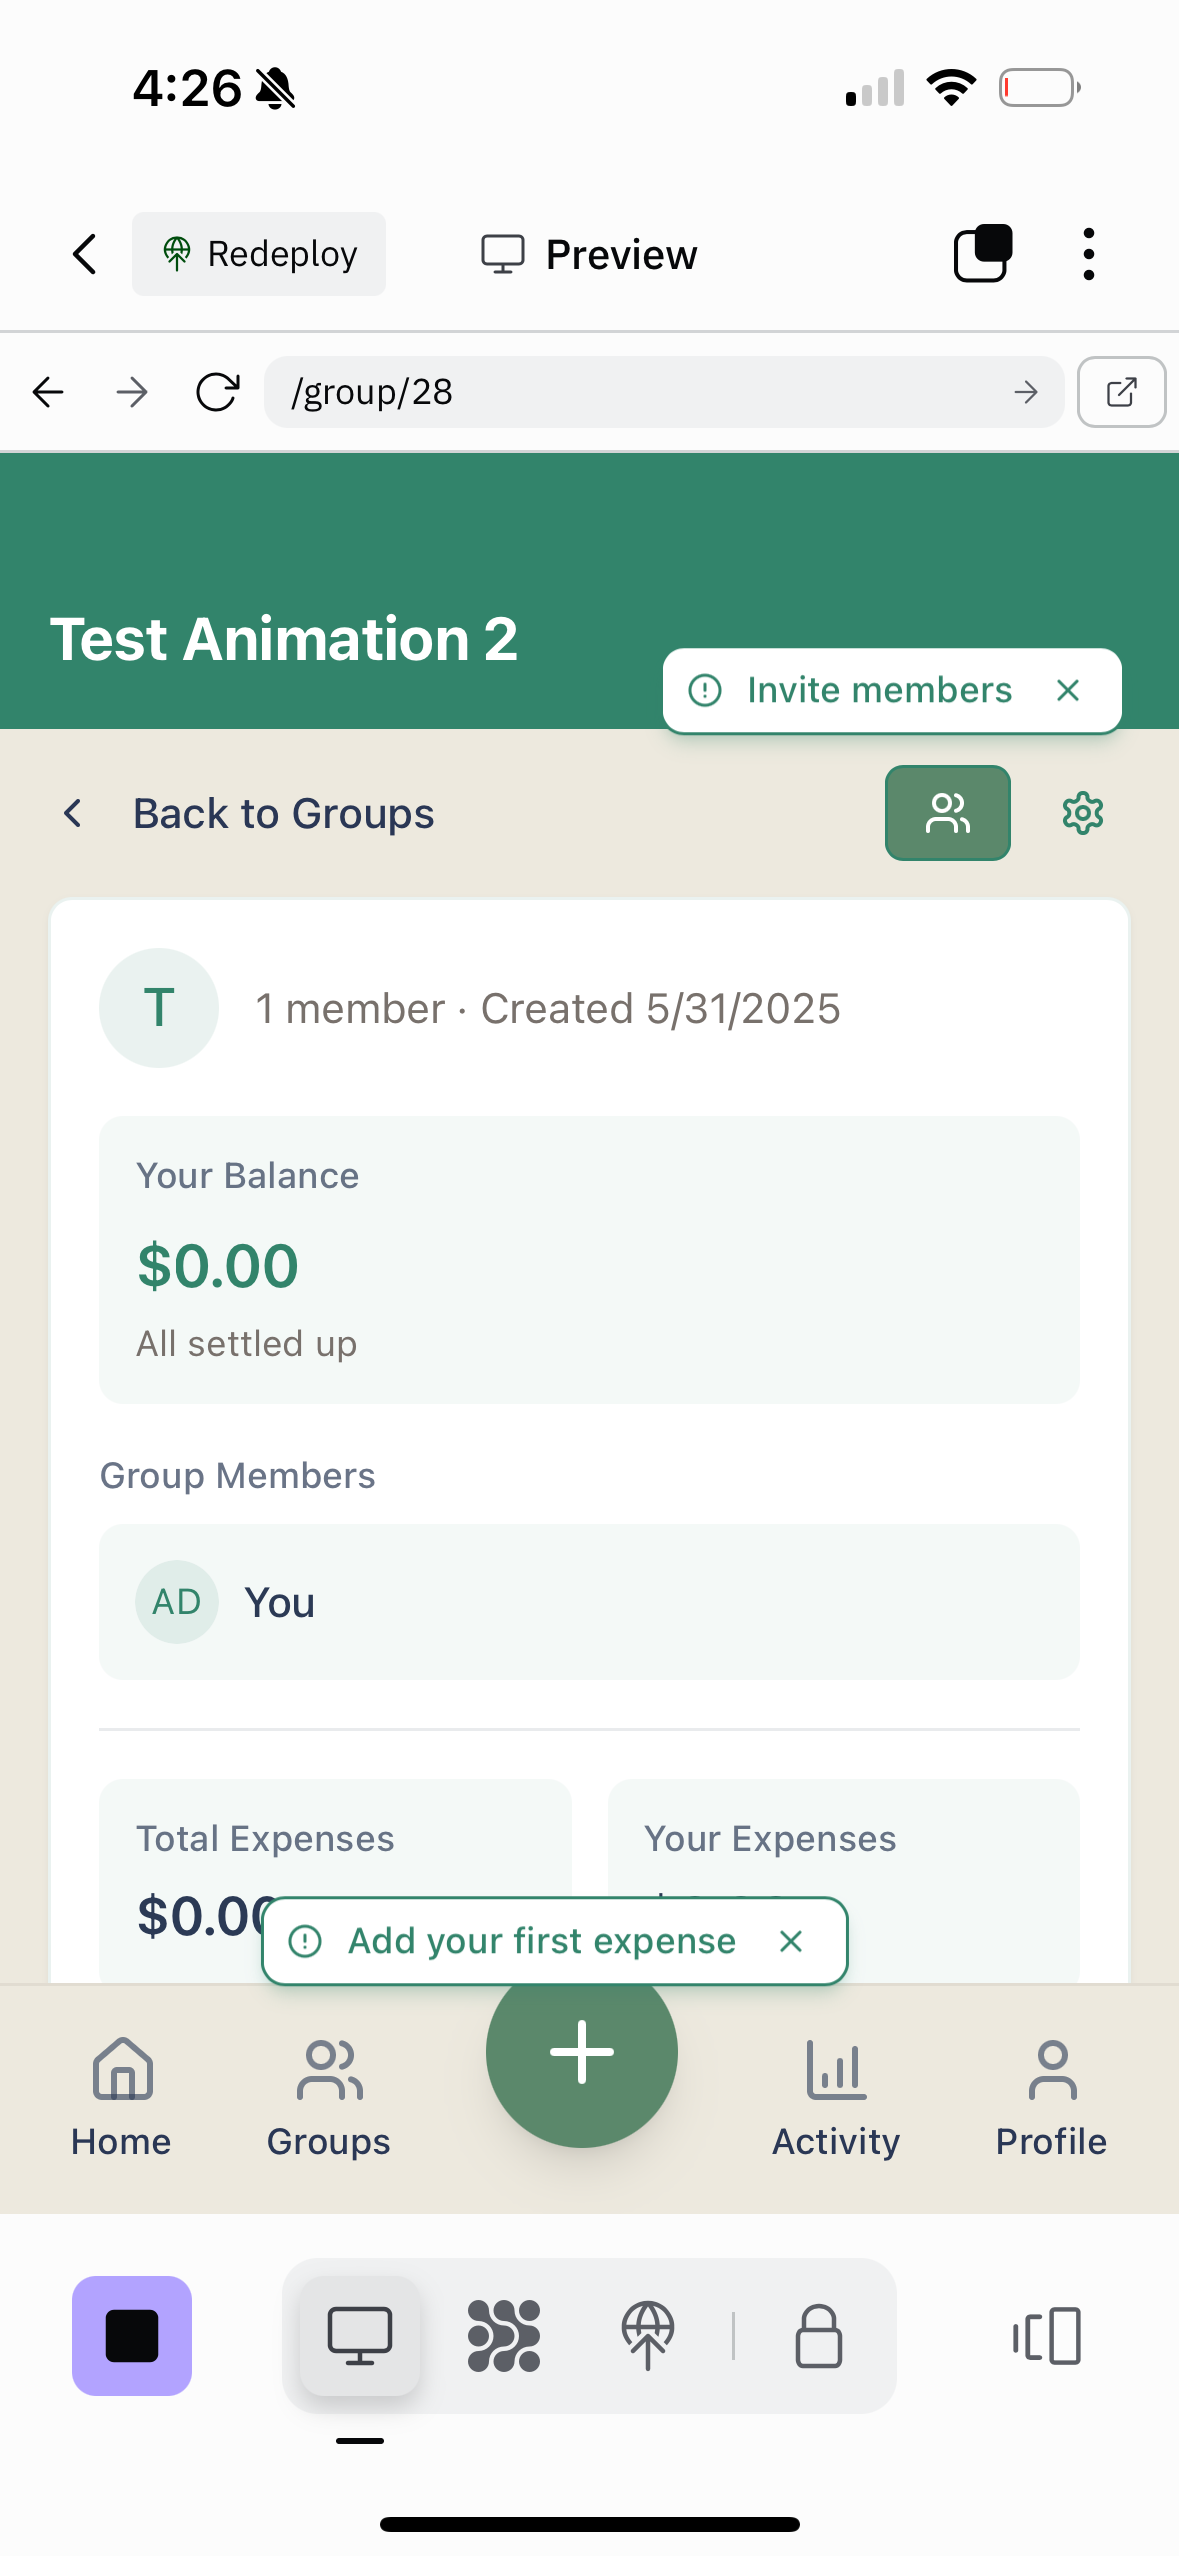 4:26
Redeploy
Preview
/group/28
Test Animation 2
Invite members
Back to Groups
T
1 member · Created 5/31/2025
Your Balance
$0.00
All settled up
Group Members
AD
You
Total Expenses
Your Expenses
$0.00
Add your first expense
Home
Groups
Activity
Profile